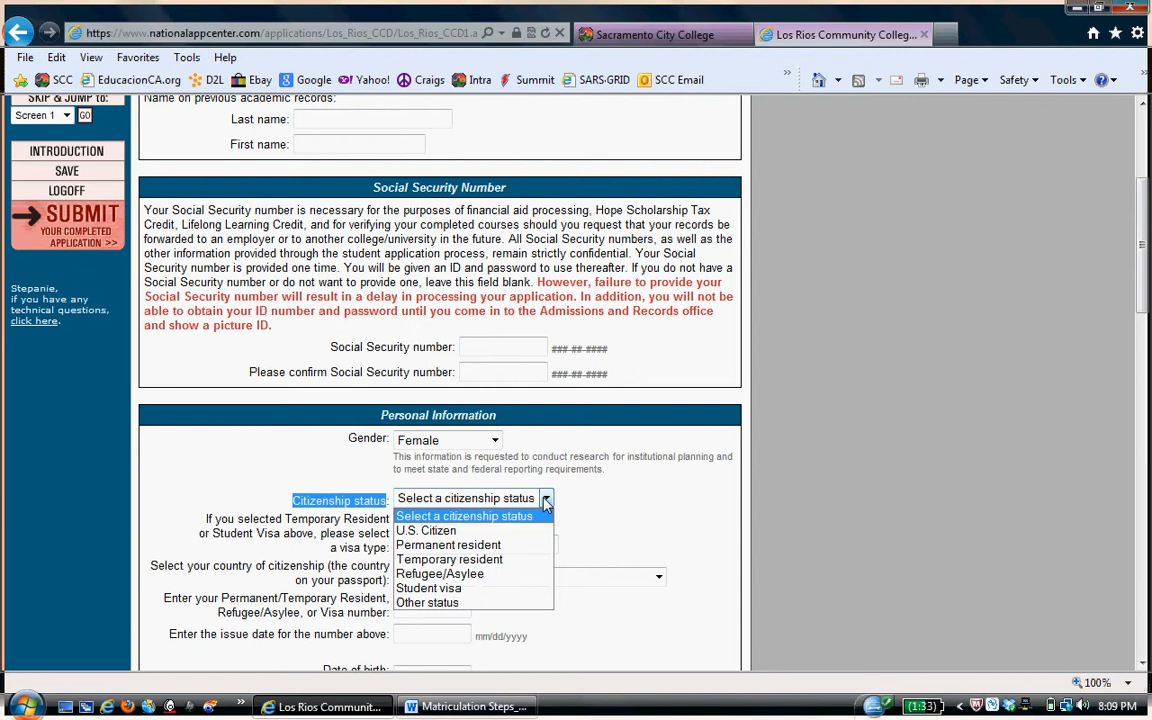 https://www.nationalappcenter.com/applications/Los_Rios_CCD/Los_Rios_CCD1.a
Sacramento City College
Los Rios Community Colleg...
File Edit View Favorites Tools Help
SCC EducacionCA.org D2L Ebay Google Yahoo! Craigs Intra Summit SARS-GRID SCC Email
Page Safety Tools
SKIP & JUMP to:
Screen 1 GO
INTRODUCTION
SAVE
LOGOFF
SUBMIT
YOUR COMPLETED
APPLICATION >>
Stepanie,
if you have any
technical questions,
click here.
Name on previous academic records:
Last name:
First name:
Social Security Number
Your Social Security number is necessary for the purposes of financial aid processing, Hope Scholarship Tax
Credit, Lifelong Learning Credit, and for verifying your completed courses should you request that your records be
forwarded to an employer or to another college/university in the future. All Social Security numbers, as well as the
other information provided through the student application process, remain strictly confidential. Your Social
Security number is provided one time. You will be given an ID and password to use thereafter. If you do not have a
Social Security number or do not want to provide one, leave this field blank. However, failure to provide your
Social Security number will result in a delay in processing your application. In addition, you will not be
able to obtain your ID number and password until you come in to the Admissions and Records office
and show a picture ID.
Social Security number: ###-##-####
Please confirm Social Security number: ###-##-####
Personal Information
Gender: Female
This information is requested to conduct research for institutional planning and
to meet state and federal reporting requirements.
Citizenship status: Select a citizenship status
Select a citizenship status
U.S. Citizen
Permanent resident
Temporary resident
Refugee/Asylee
Student visa
Other status
If you selected Temporary Resident
or Student Visa above, please select
a visa type:
Select your country of citizenship (the country
on your passport):
Enter your Permanent/Temporary Resident,
Refugee/Asylee, or Visa number:
Enter the issue date for the number above: mm/dd/yyyy
Date of birth:
100%
Los Rios Communit...
Matriculation Steps_...
(1:33)
8:09 PM